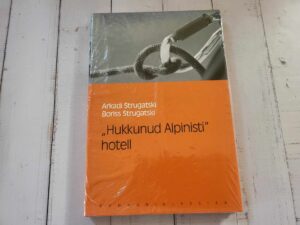 Arkadi Strugatski
Boriss Strugatski
„Hukkunud Alpinisti”
hotell